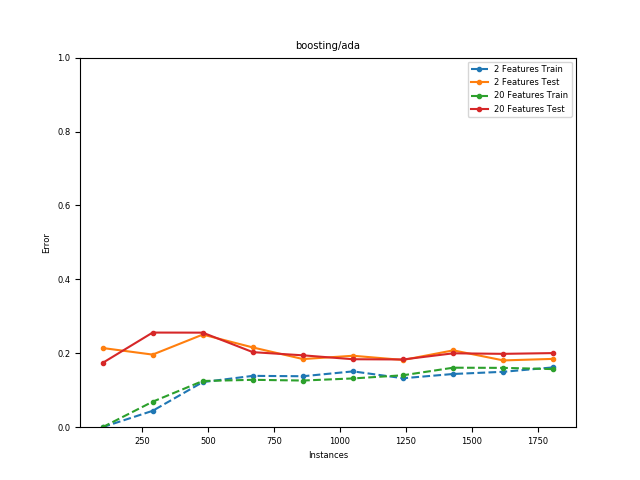 boosting/ada
1.0
2 Features Train
2 Features Test
20 Features Train
20 Features Test
0.8
0.6
Error
0.4
0.2
0.0
250
500
750
1000
1250
1500
1750
Instances